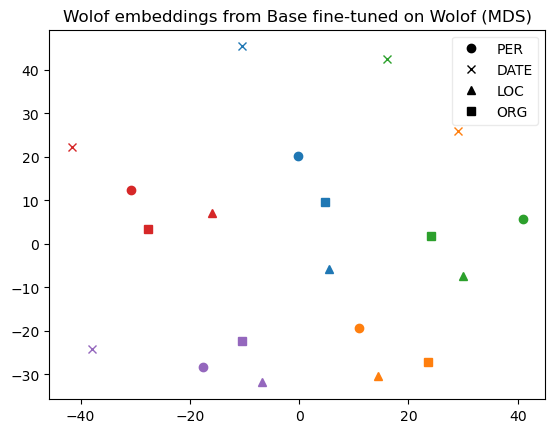 Wolof embeddings from Base fine-tuned on Wolof (MDS)
PER
DATE
LOC
ORG
40
30
20
10
0
−10
−20
−30
−40 −20 0 20 40